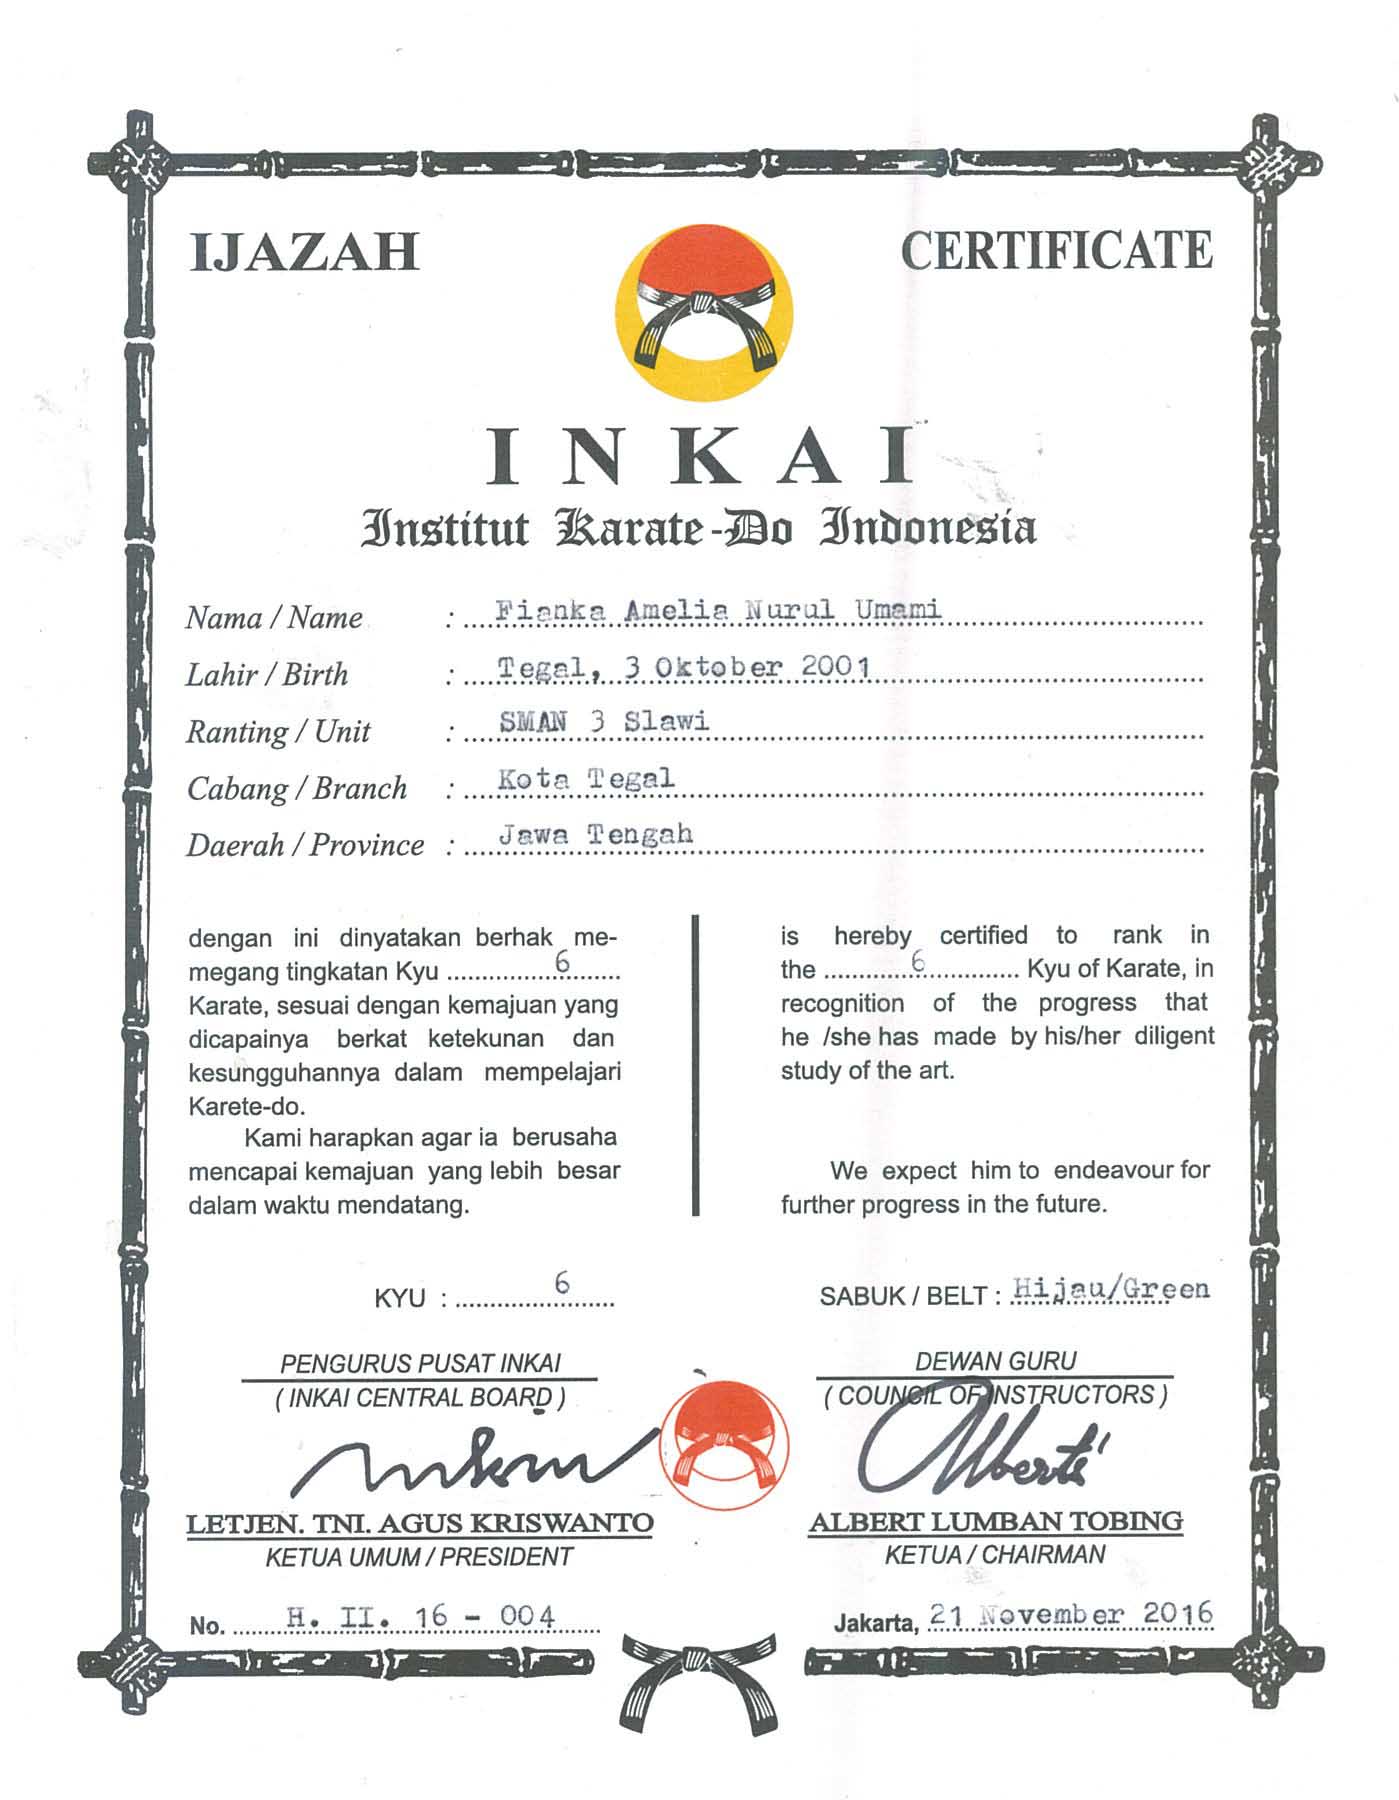 IJAZAH CERTIFICATE
INKAI
Institut Karate-Do Indonesia
Nama / Name : Fianka Amelia Nurul Umami
Lahir / Birth : Tegal, 3 Oktober 2001
Ranting / Unit : SMAN 3 Slawi
Cabang / Branch : Kota Tegal
Daerah / Province : Jawa Tengah
dengan ini dinyatakan berhak me-
megang tingkatan Kyu 6
Karate, sesuai dengan kemajuan yang
dicapainya berkat ketekunan dan
kesungguhannya dalam mempelajari
Karete-do.
Kami harapkan agar ia berusaha
mencapai kemajuan yang lebih besar
dalam waktu mendatang.
is hereby certified to rank in
the 6 Kyu of Karate, in
recognition of the progress that
he /she has made by his/her diligent
study of the art.
We expect him to endeavour for
further progress in the future.
KYU : 6
SABUK / BELT : Hijau/Green
PENGURUS PUSAT INKAI
( INKAI CENTRAL BOARD )
LETJEN. TNI. AGUS KRISWANTO
KETUA UMUM / PRESIDENT
DEWAN GURU
( COUNCIL OF INSTRUCTORS )
Alberté
ALBERT LUMBAN TOBING
KETUA / CHAIRMAN
No. H. II. 16 - 004
Jakarta, 21 November 2016